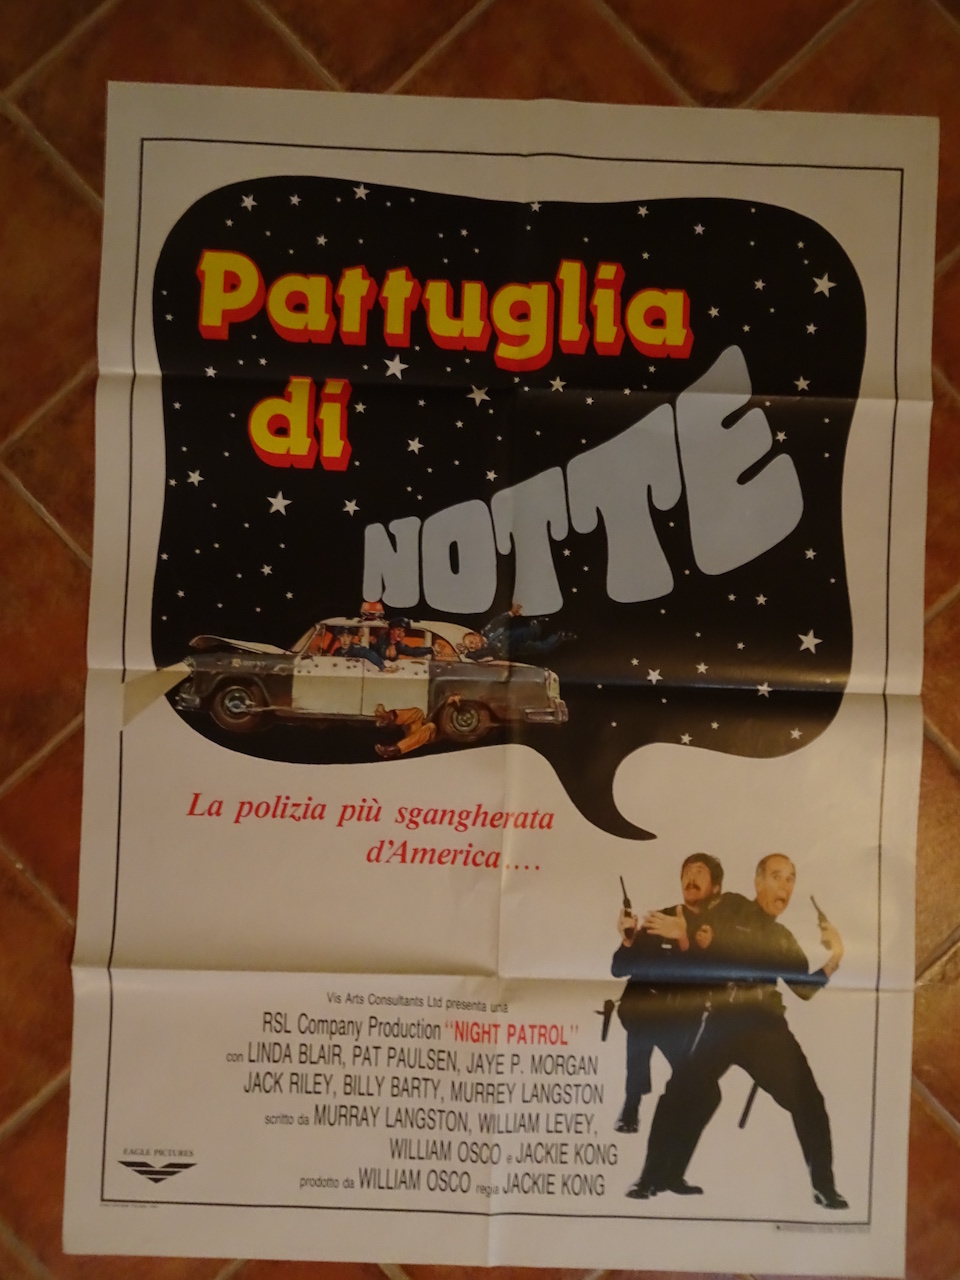 Pattuglia
di
NOTTE
La polizia più sgangherata
d'America....
Vis Arts Consultants Ltd presenta una
RSL Company Production "NIGHT PATROL"
con LINDA BLAIR, PAT PAULSEN, JAYE P. MORGAN
JACK RILEY, BILLY BARTY, MURREY LANGSTON
scritto da MURRAY LANGSTON, WILLIAM LEVEY,
WILLIAM OSCO e JACKIE KONG
prodotto da WILLIAM OSCO regia JACKIE KONG
EAGLE PICTURES